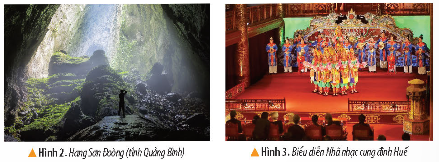 ▲ Hình 2. Hang Sơn Đoòng (tỉnh Quảng Bình)
▲ Hình 3. Biểu diễn Nhã nhạc cung đình Huế